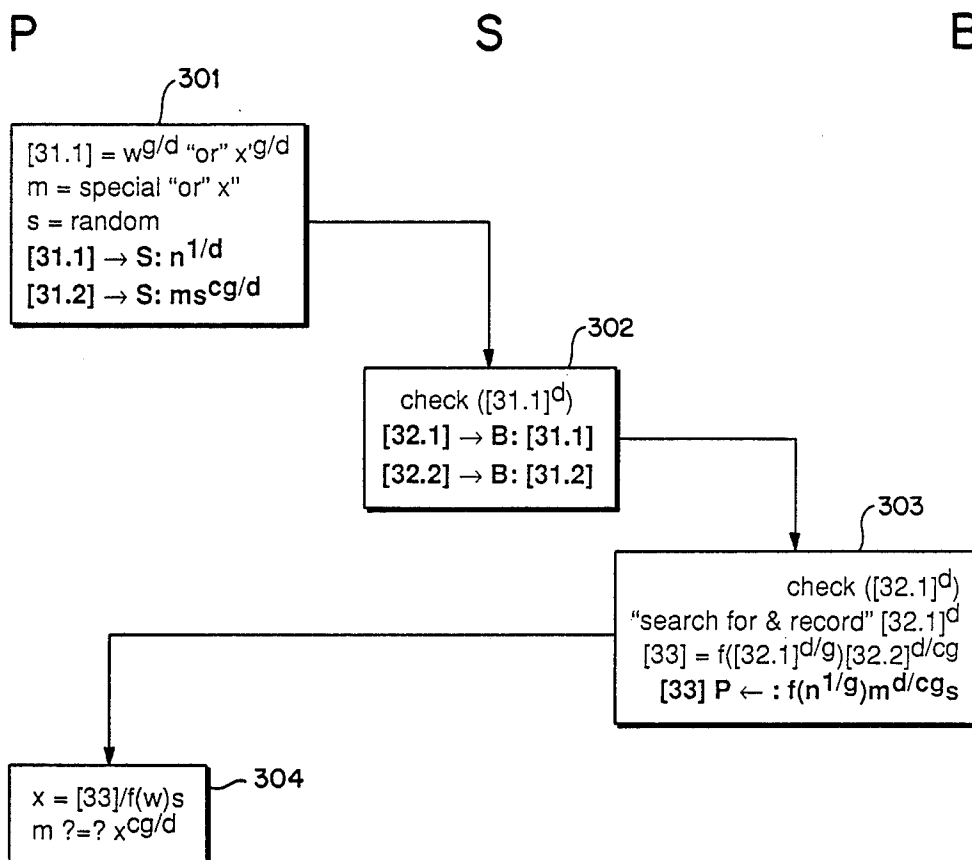 P S B
301
[31.1] = w^g/d "or" x'^g/d
m = special "or" x"
s = random
[31.1] → S: n^1/d
[31.2] → S: ms^cg/d
302
check ([31.1]^d)
[32.1] → B: [31.1]
[32.2] → B: [31.2]
303
check ([32.1]^d)
"search for & record" [32.1]^d
[33] = f([32.1]^d/g)[32.2]^d/cg
[33] P ← : f(n^1/g)m^d/cg s
304
x = [33]/f(w)s
m ?=? x^cg/d